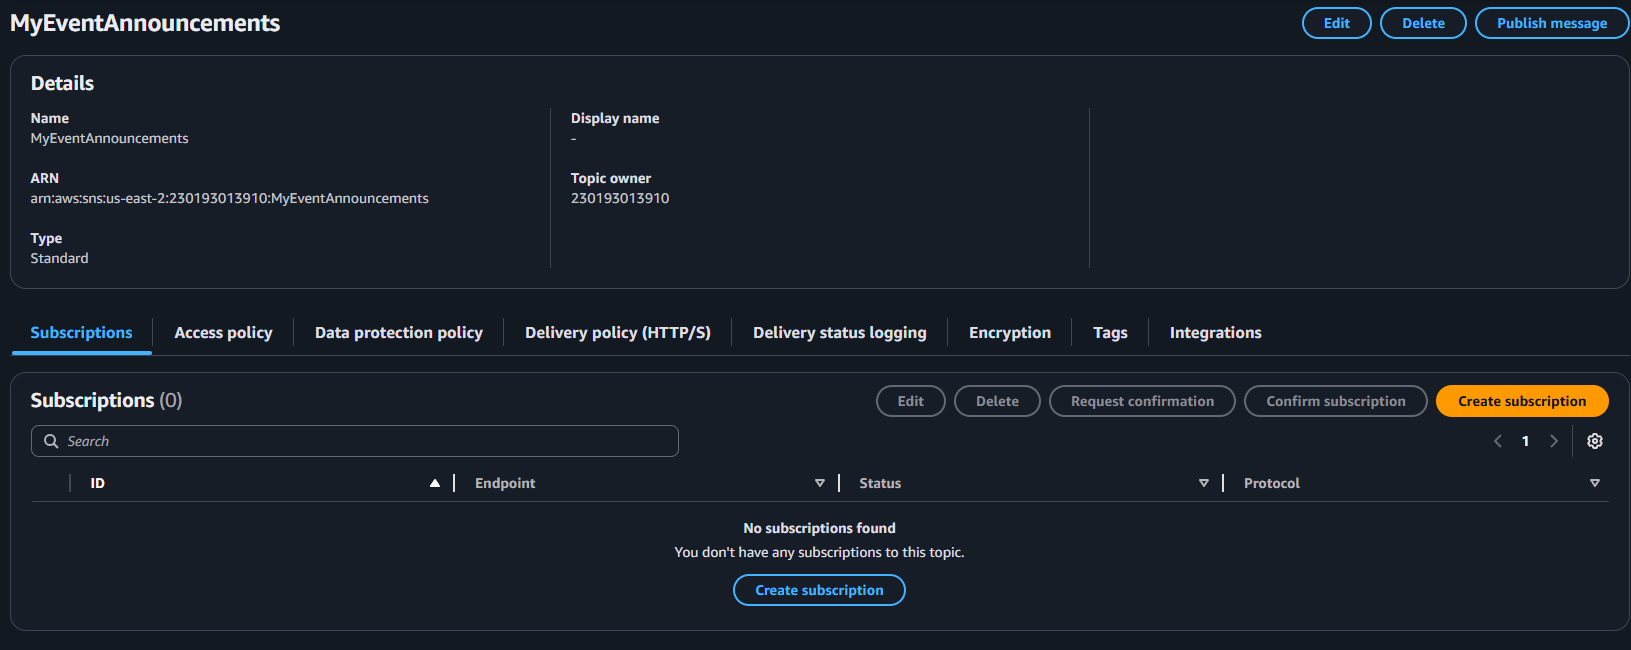 MyEventAnnouncements
Edit
Delete
Publish message
Details
Name
MyEventAnnouncements
Display name
-
ARN
arn:aws:sns:us-east-2:230193013910:MyEventAnnouncements
Topic owner
230193013910
Type
Standard
Subscriptions
Access policy
Data protection policy
Delivery policy (HTTP/S)
Delivery status logging
Encryption
Tags
Integrations
Subscriptions (0)
Edit
Delete
Request confirmation
Confirm subscription
Create subscription
Search
1
ID
Endpoint
Status
Protocol
No subscriptions found
You don't have any subscriptions to this topic.
Create subscription